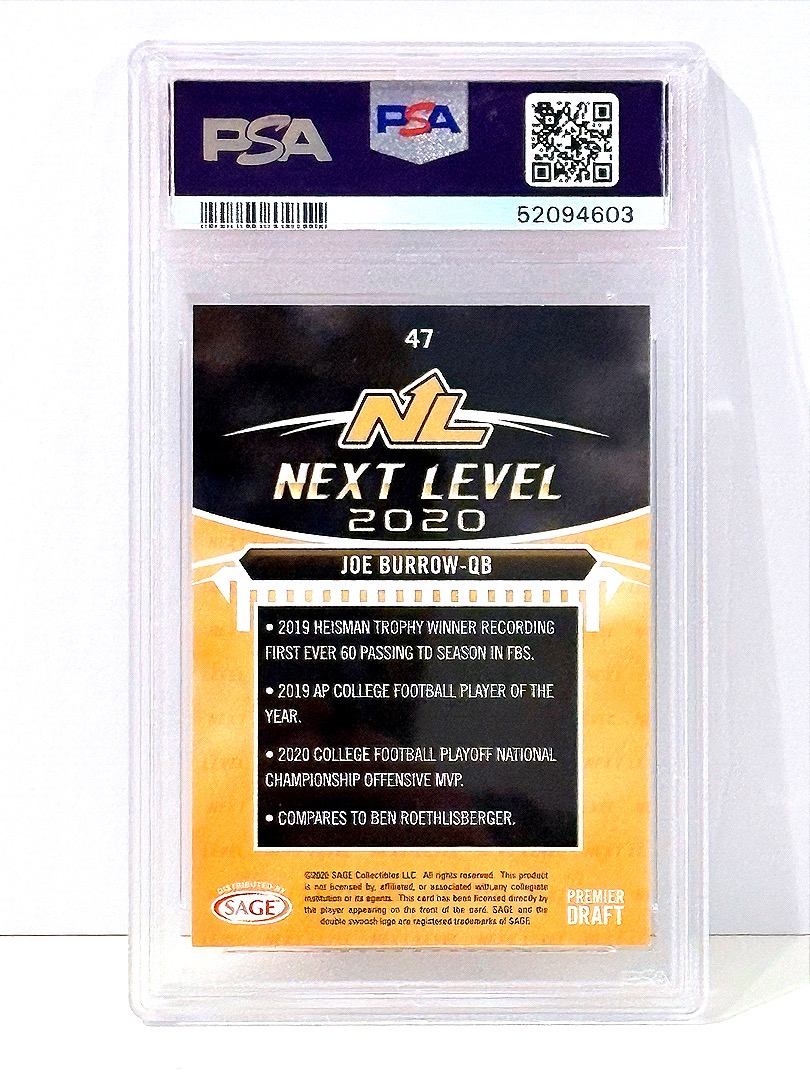 PSA
PSA
52094603
47
NL
NEXT LEVEL
2020
JOE BURROW-QB
• 2019 HEISMAN TROPHY WINNER RECORDING
FIRST EVER 60 PASSING TD SEASON IN FBS.
• 2019 AP COLLEGE FOOTBALL PLAYER OF THE
YEAR.
• 2020 COLLEGE FOOTBALL PLAYOFF NATIONAL
CHAMPIONSHIP OFFENSIVE MVP.
• COMPARES TO BEN ROETHLISBERGER.
©2020 SAGE Collectibles LLC. All rights reserved. This product
is not licensed by, affiliated, or associated with any collegiate
institution or its agents. This card has been licensed directly by
the player appearing on the front of the card. SAGE and the
double swoosh logo are registered trademarks of SAGE.
DISTRIBUTED BY
SAGE
PREMIER
DRAFT
PSA